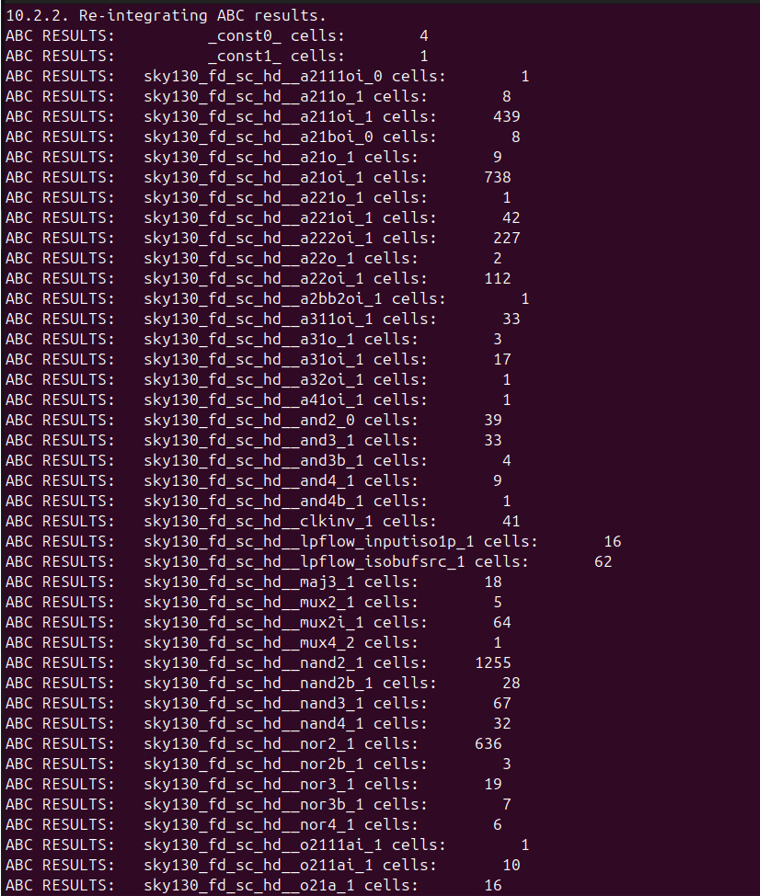 10.2.2. Re-integrating ABC results.
ABC RESULTS:          _const0_ cells:        4
ABC RESULTS:          _const1_ cells:        1
ABC RESULTS:   sky130_fd_sc_hd__a2111oi_0 cells:        1
ABC RESULTS:   sky130_fd_sc_hd__a211o_1 cells:        8
ABC RESULTS:   sky130_fd_sc_hd__a211oi_1 cells:      439
ABC RESULTS:   sky130_fd_sc_hd__a21boi_0 cells:        8
ABC RESULTS:   sky130_fd_sc_hd__a21o_1 cells:        9
ABC RESULTS:   sky130_fd_sc_hd__a21oi_1 cells:      738
ABC RESULTS:   sky130_fd_sc_hd__a221o_1 cells:        1
ABC RESULTS:   sky130_fd_sc_hd__a221oi_1 cells:       42
ABC RESULTS:   sky130_fd_sc_hd__a222oi_1 cells:      227
ABC RESULTS:   sky130_fd_sc_hd__a22o_1 cells:        2
ABC RESULTS:   sky130_fd_sc_hd__a22oi_1 cells:      112
ABC RESULTS:   sky130_fd_sc_hd__a2bb2oi_1 cells:        1
ABC RESULTS:   sky130_fd_sc_hd__a311oi_1 cells:       33
ABC RESULTS:   sky130_fd_sc_hd__a31o_1 cells:        3
ABC RESULTS:   sky130_fd_sc_hd__a31oi_1 cells:       17
ABC RESULTS:   sky130_fd_sc_hd__a32oi_1 cells:        1
ABC RESULTS:   sky130_fd_sc_hd__a41oi_1 cells:        1
ABC RESULTS:   sky130_fd_sc_hd__and2_0 cells:       39
ABC RESULTS:   sky130_fd_sc_hd__and3_1 cells:       33
ABC RESULTS:   sky130_fd_sc_hd__and3b_1 cells:        4
ABC RESULTS:   sky130_fd_sc_hd__and4_1 cells:        9
ABC RESULTS:   sky130_fd_sc_hd__and4b_1 cells:        1
ABC RESULTS:   sky130_fd_sc_hd__clkinv_1 cells:       41
ABC RESULTS:   sky130_fd_sc_hd__lpflow_inputiso1p_1 cells:       16
ABC RESULTS:   sky130_fd_sc_hd__lpflow_isobufsrc_1 cells:       62
ABC RESULTS:   sky130_fd_sc_hd__maj3_1 cells:       18
ABC RESULTS:   sky130_fd_sc_hd__mux2_1 cells:        5
ABC RESULTS:   sky130_fd_sc_hd__mux2i_1 cells:       64
ABC RESULTS:   sky130_fd_sc_hd__mux4_2 cells:        1
ABC RESULTS:   sky130_fd_sc_hd__nand2_1 cells:     1255
ABC RESULTS:   sky130_fd_sc_hd__nand2b_1 cells:       28
ABC RESULTS:   sky130_fd_sc_hd__nand3_1 cells:       67
ABC RESULTS:   sky130_fd_sc_hd__nand4_1 cells:       32
ABC RESULTS:   sky130_fd_sc_hd__nor2_1 cells:      636
ABC RESULTS:   sky130_fd_sc_hd__nor2b_1 cells:        3
ABC RESULTS:   sky130_fd_sc_hd__nor3_1 cells:       19
ABC RESULTS:   sky130_fd_sc_hd__nor3b_1 cells:        7
ABC RESULTS:   sky130_fd_sc_hd__nor4_1 cells:        6
ABC RESULTS:   sky130_fd_sc_hd__o2111ai_1 cells:        1
ABC RESULTS:   sky130_fd_sc_hd__o211ai_1 cells:       10
ABC RESULTS:   sky130_fd_sc_hd__o21a_1 cells:       16